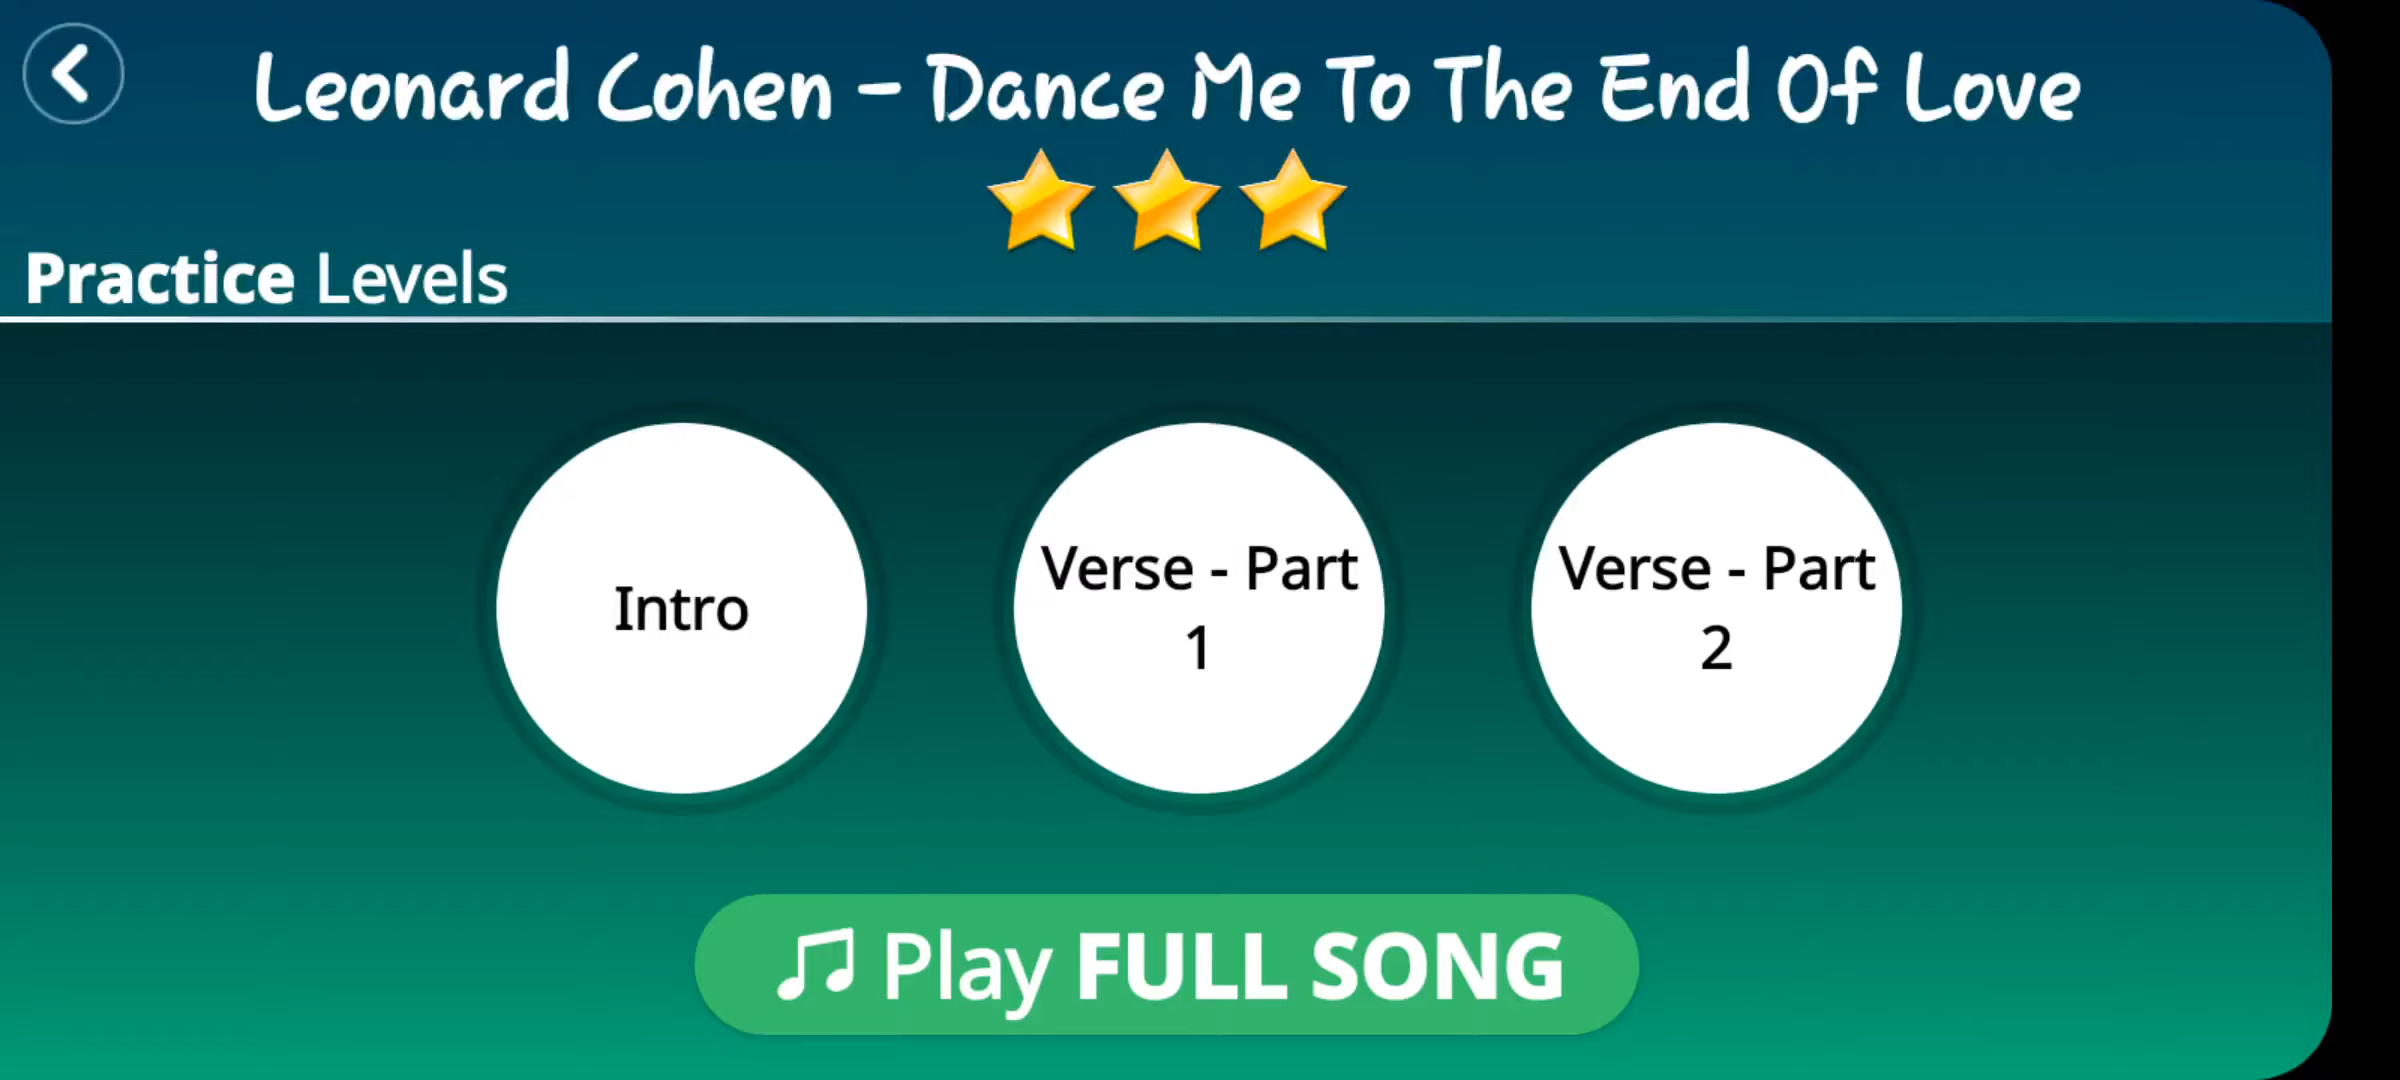 Leonard Cohen - Dance Me To The End Of Love
Practice Levels
Intro
Verse - Part
1
Verse - Part
2
Play FULL SONG